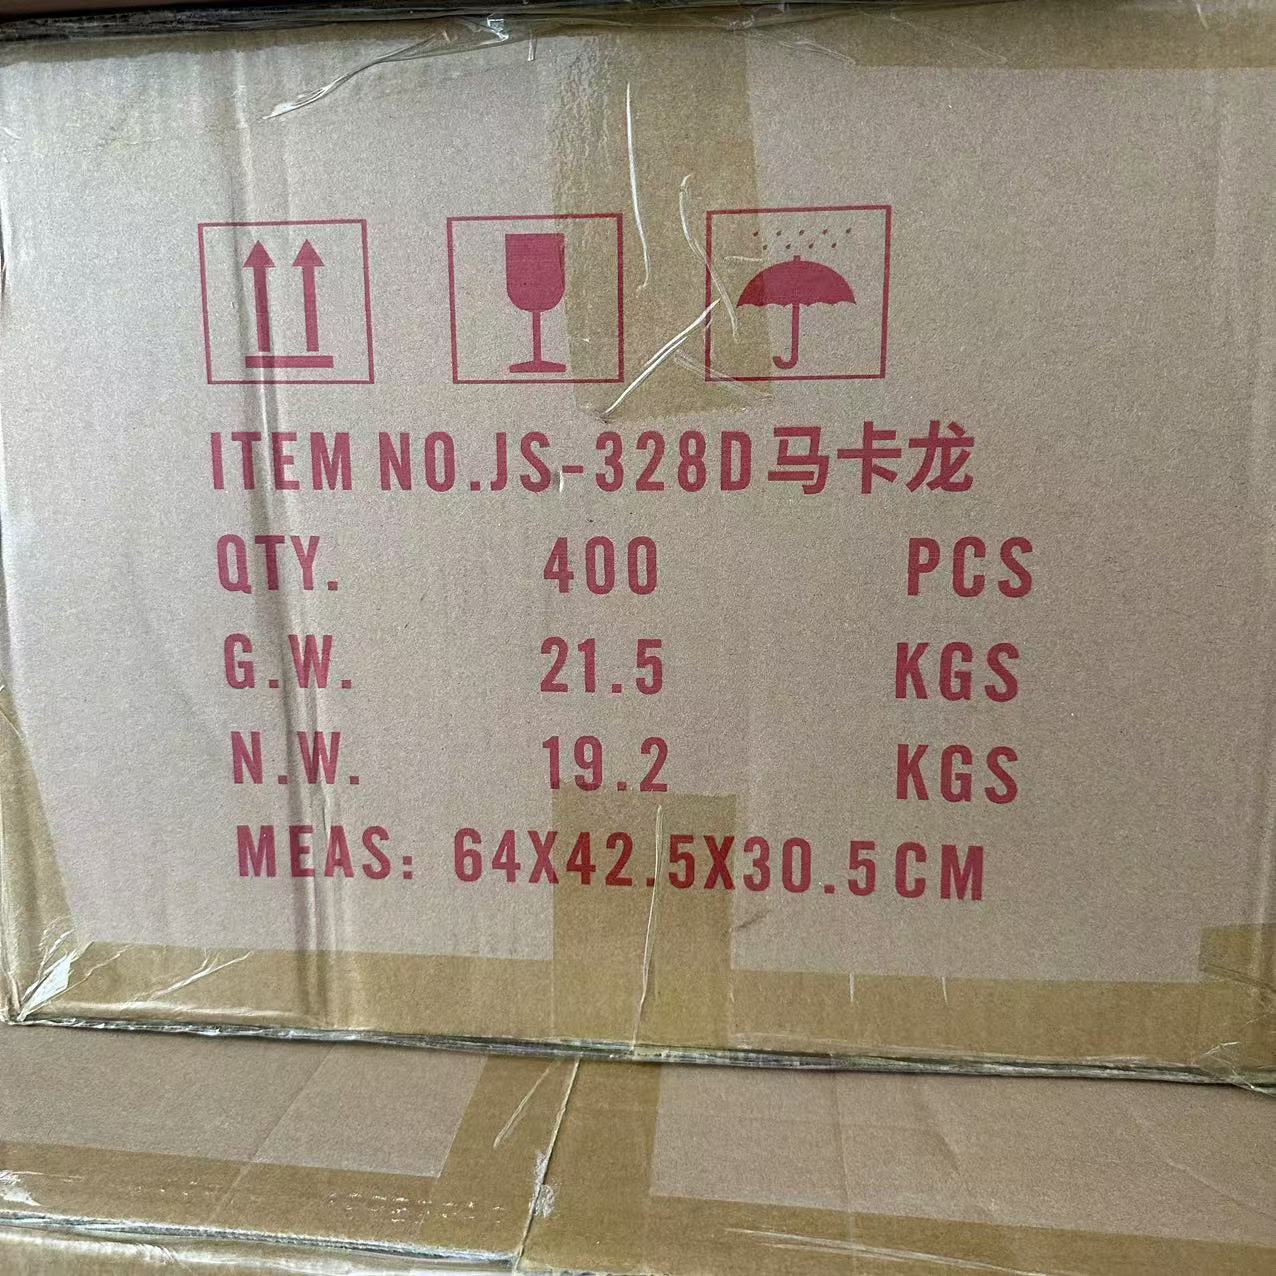 ITEM NO.JS-328D马卡龙
QTY. 400 PCS
G.W. 21.5 KGS
N.W. 19.2 KGS
MEAS: 64X42.5X30.5CM